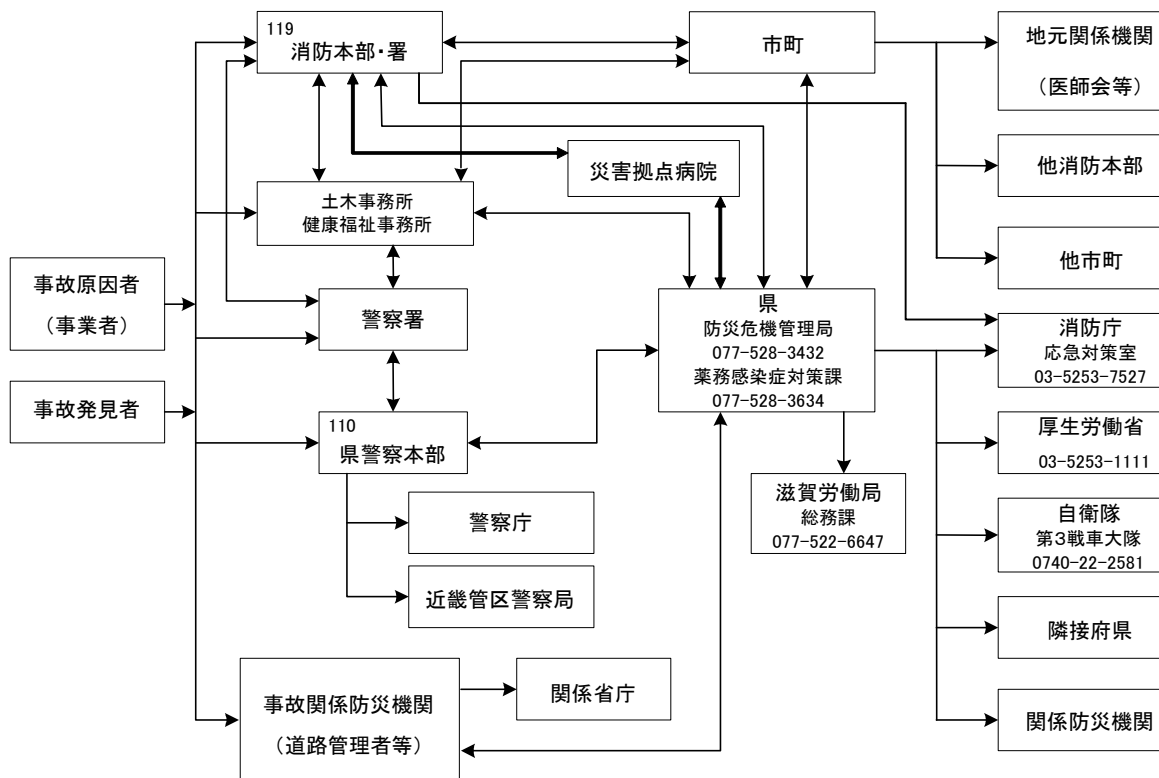 119
消防本部・署
市町
地元関係機関
（医師会等）
災害拠点病院
他消防本部
土木事務所
健康福祉事務所
他市町
事故原因者
（事業者）
警察署
県
防災危機管理局
077-528-3432
薬務感染症対策課
077-528-3634
消防庁
応急対策室
03-5253-7527
事故発見者
110
県警察本部
厚生労働省
03-5253-1111
滋賀労働局
総務課
077-522-6647
警察庁
自衛隊
第3戦車大隊
0740-22-2581
近畿管区警察局
隣接府県
事故関係防災機関
（道路管理者等）
関係省庁
関係防災機関